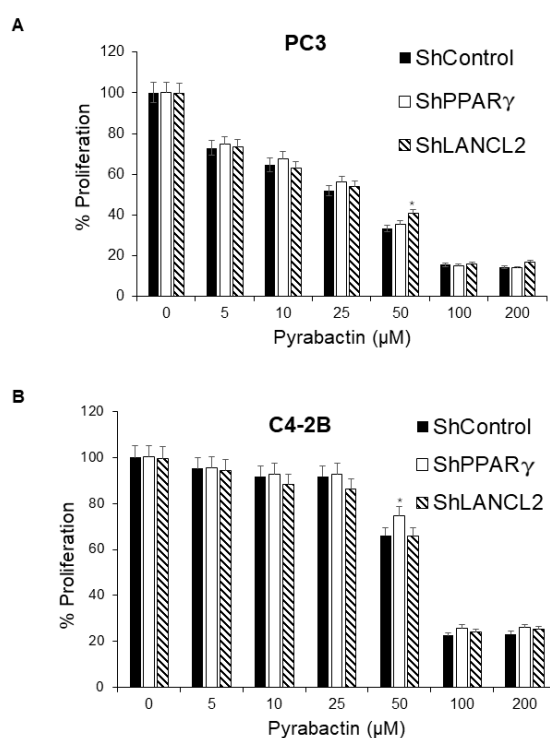 A
PC3
ShControl
ShPPARγ
ShLANCL2
% Proliferation
120
100
80
60
40
20
0
*
0 5 10 25 50 100 200
Pyrabactin (µM)
B
C4-2B
ShControl
ShPPARγ
ShLANCL2
% Proliferation
120
100
80
60
40
20
0
*
0 5 10 25 50 100 200
Pyrabactin (µM)